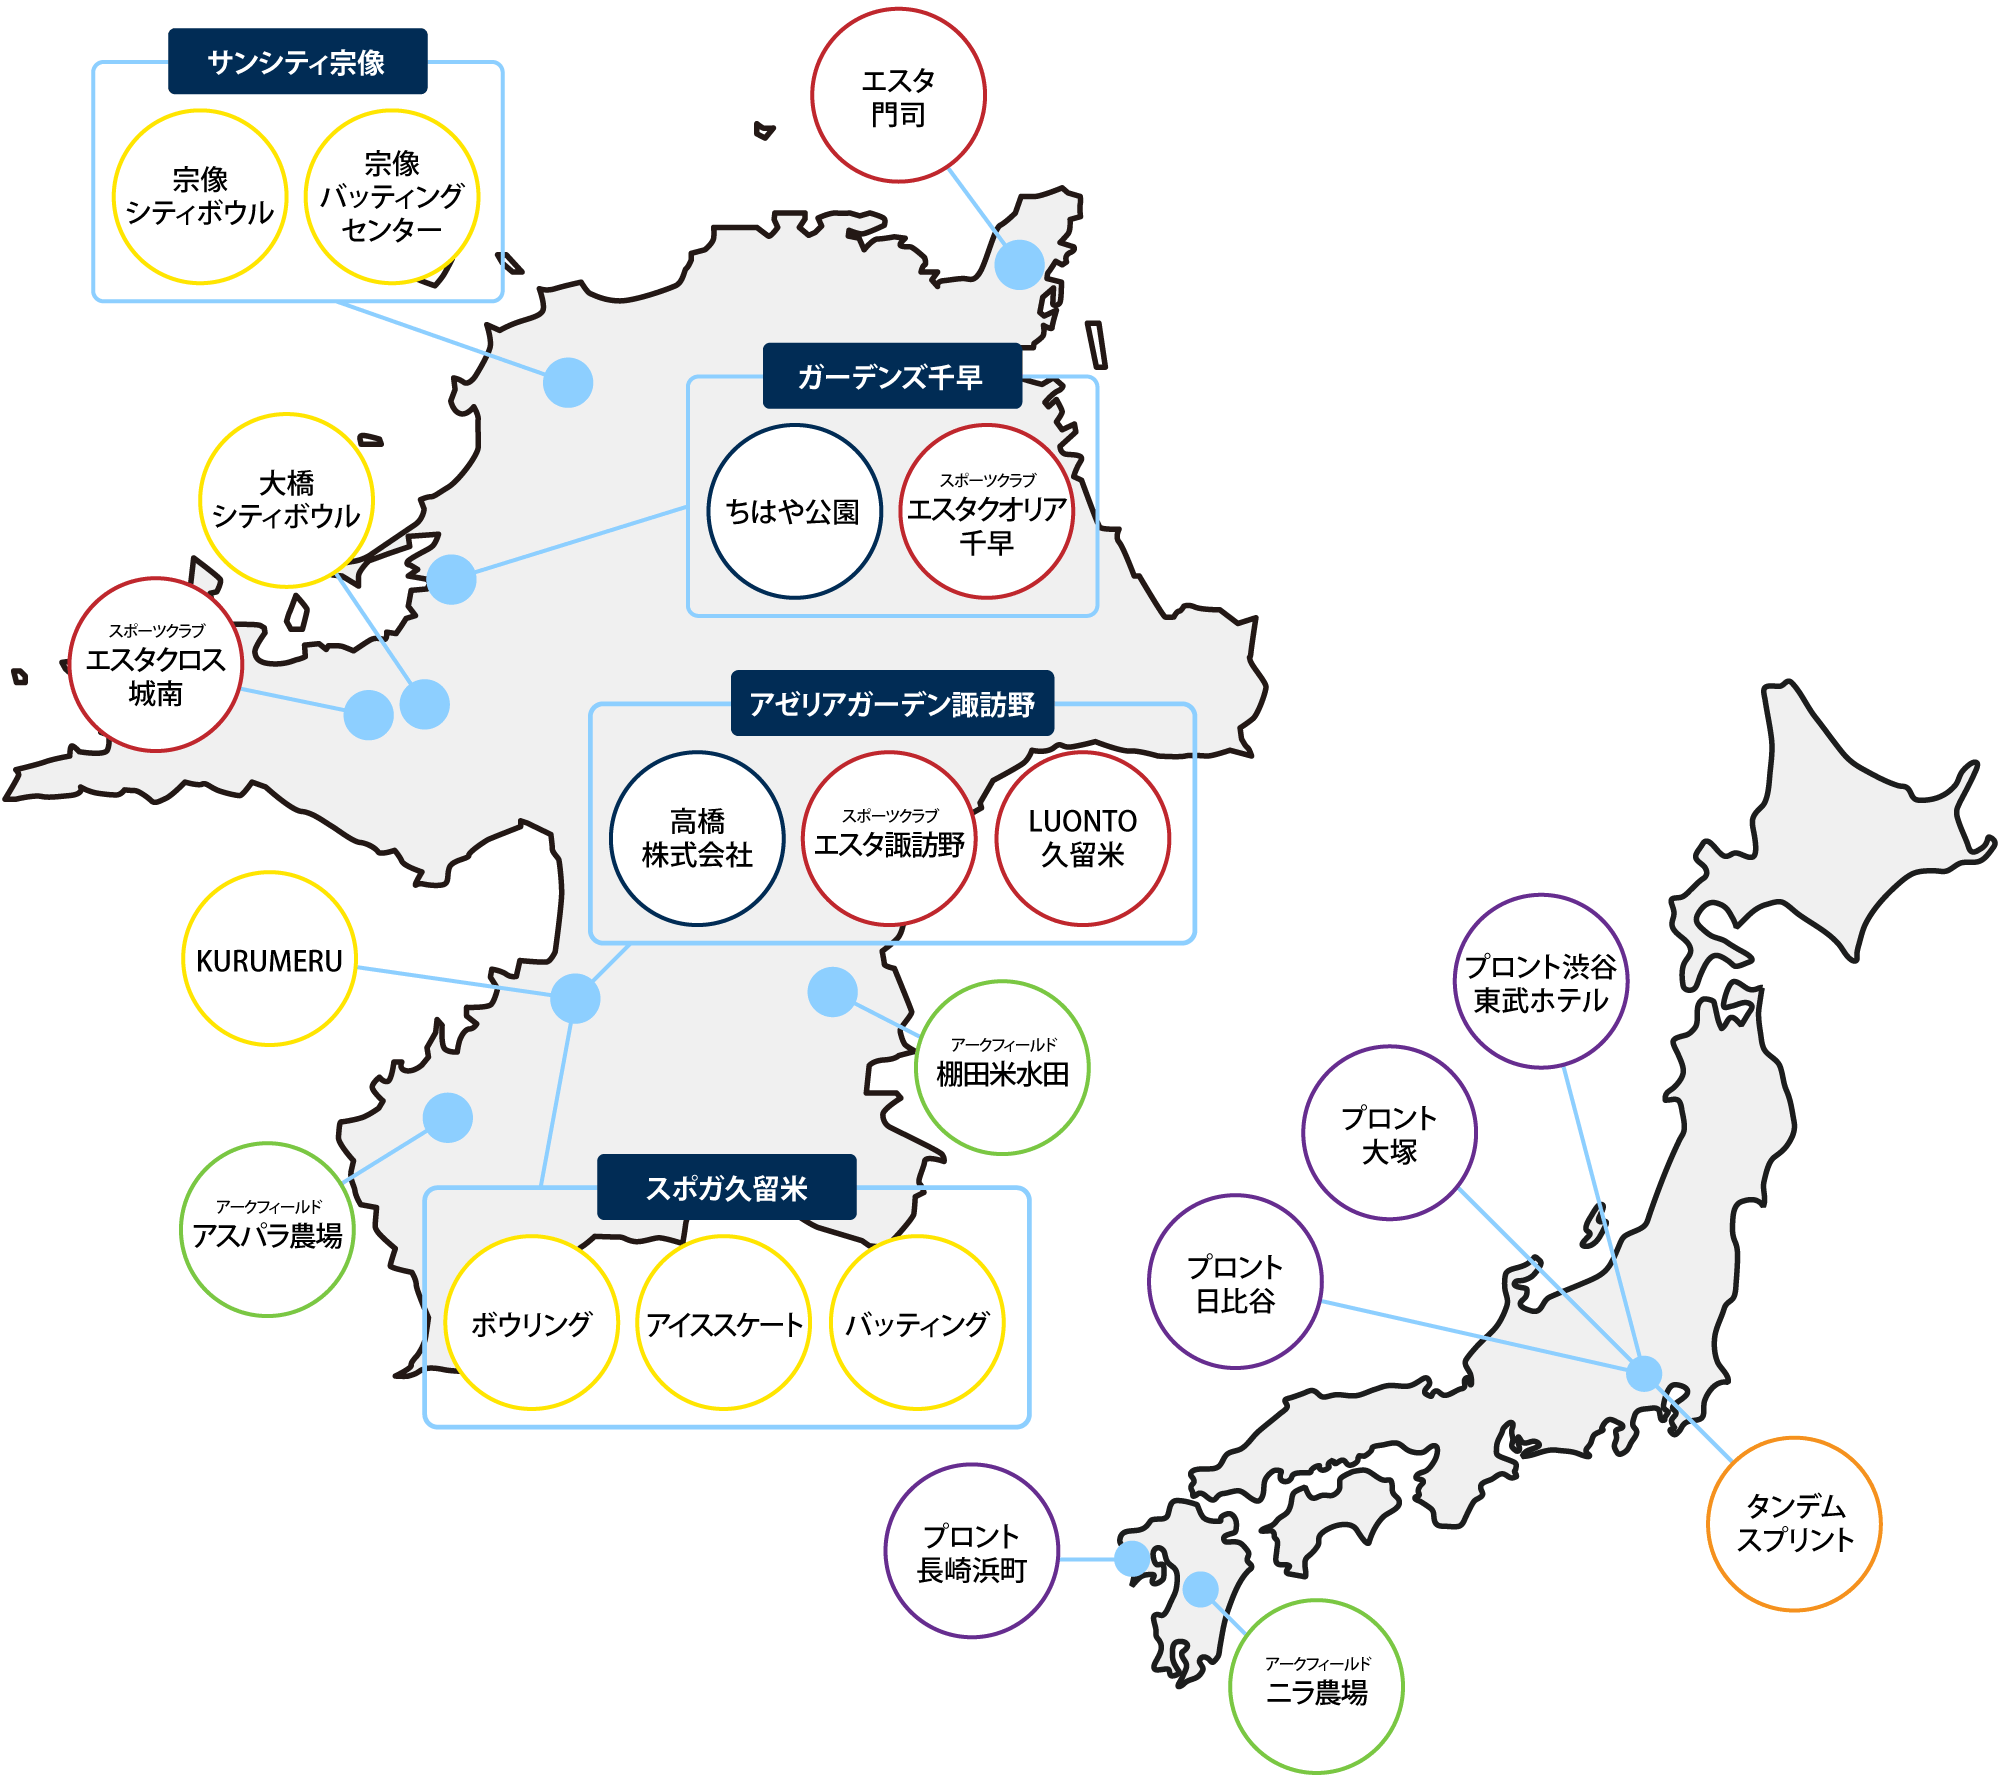 サンシティ宗像
宗像
シティボウル
宗像
バッティング
センター
エスタ
門司
ガーデンズ千早
ちはや公園
スポーツクラブ
エスタクオリア
千早
大橋
シティボウル
スポーツクラブ
エスタクロス
城南
アゼリアガーデン諏訪野
高橋
株式会社
スポーツクラブ
エスタ諏訪野
LUONTO
久留米
KURUMERU
アークフィールド
棚田米水田
アークフィールド
アスパラ農場
スポガ久留米
ボウリング
アイススケート
バッティング
プロント渋谷
東武ホテル
プロント
大塚
プロント
日比谷
タンデム
スプリント
プロント
長崎浜町
アークフィールド
ニラ農場